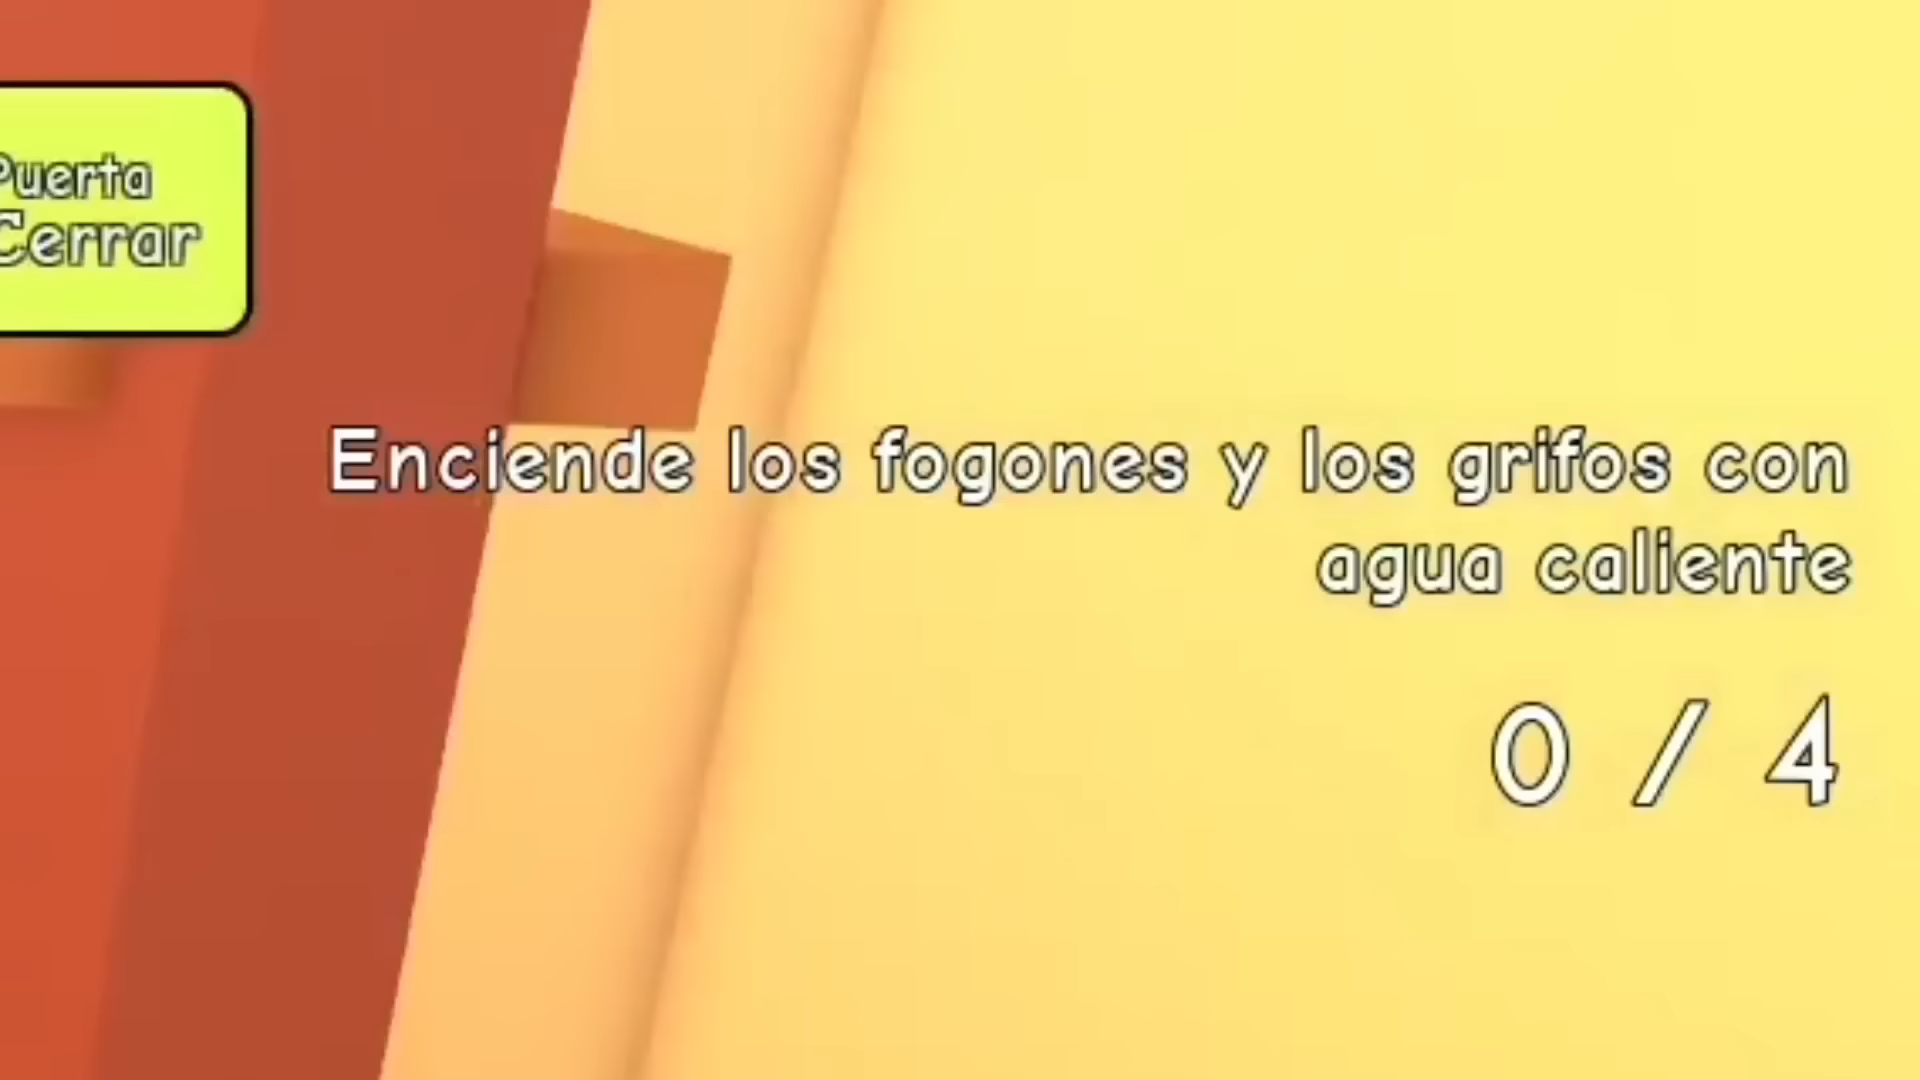 Puerta
Cerrar
Enciende los fogones y los grifos con
agua caliente
0 / 4